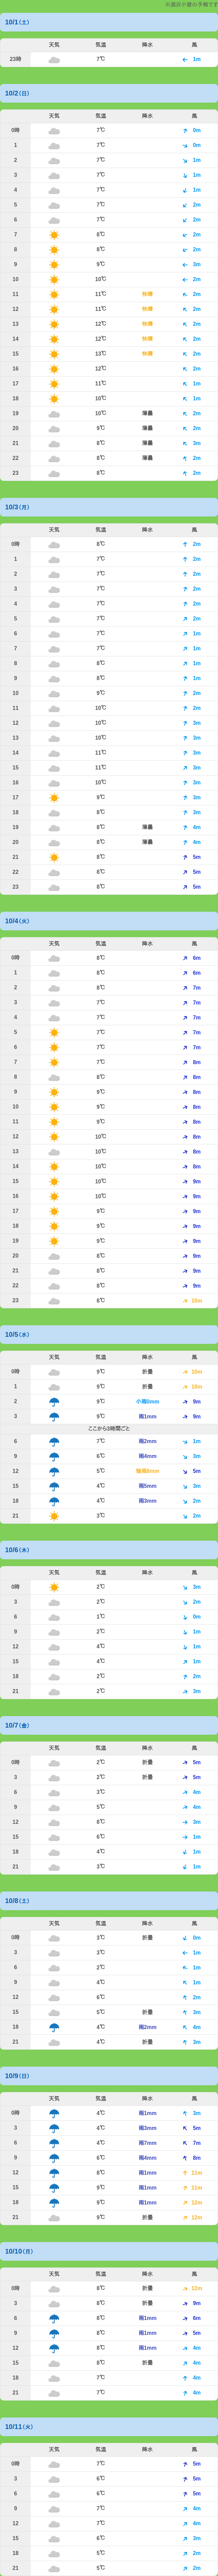 小屋の予報です
10/1(土)
天気 気温 降水 風
23時 7℃ 1m
10/2(日)
天気 気温 降水 風
0時 7℃ 0m
1 7℃ 0m
2 7℃ 1m
3 7℃ 1m
4 7℃ 1m
5 7℃ 2m
6 7℃ 2m
7 8℃ 2m
8 8℃ 2m
9 9℃ 3m
10 10℃ 2m
11 11℃ 快晴 2m
12 11℃ 快晴 2m
13 12℃ 快晴 2m
14 12℃ 快晴 2m
15 13℃ 快晴 2m
16 12℃ 2m
17 11℃ 1m
18 10℃ 1m
19 10℃ 薄曇 2m
20 9℃ 薄曇 2m
21 8℃ 薄曇 3m
22 8℃ 薄曇 2m
23 8℃ 2m
10/3(月)
天気 気温 降水 風
0時 8℃ 2m
1 7℃ 2m
2 7℃ 2m
3 7℃ 2m
4 7℃ 2m
5 7℃ 2m
6 7℃ 1m
7 7℃ 1m
8 8℃ 1m
9 8℃ 1m
10 9℃ 2m
11 10℃ 2m
12 10℃ 3m
13 10℃ 3m
14 11℃ 3m
15 11℃ 3m
16 10℃ 3m
17 9℃ 3m
18 8℃ 3m
19 8℃ 薄曇 4m
20 8℃ 薄曇 4m
21 8℃ 5m
22 8℃ 5m
23 8℃ 5m
10/4(火)
天気 気温 降水 風
0時 8℃ 6m
1 8℃ 6m
2 8℃ 7m
3 7℃ 7m
4 7℃ 7m
5 7℃ 7m
6 7℃ 7m
7 7℃ 8m
8 8℃ 8m
9 9℃ 8m
10 9℃ 8m
11 9℃ 8m
12 10℃ 8m
13 10℃ 8m
14 10℃ 8m
15 10℃ 9m
16 10℃ 9m
17 9℃ 9m
18 9℃ 9m
19 9℃ 9m
20 8℃ 9m
21 8℃ 9m
22 8℃ 9m
23 8℃ 10m
10/5(水)
天気 気温 降水 風
0時 9℃ 折曇 10m
1 9℃ 折曇 10m
2 9℃ 小雨0mm 9m
3 9℃ 雨1mm 9m
ここから3時間ごと
6 7℃ 雨2mm 1m
9 6℃ 雨4mm 3m
12 5℃ 強雨8mm 5m
15 4℃ 雨5mm 3m
18 4℃ 雨3mm 2m
21 3℃ 2m
10/6(木)
天気 気温 降水 風
0時 2℃ 3m
3 2℃ 2m
6 1℃ 0m
9 2℃ 1m
12 4℃ 1m
15 4℃ 1m
18 2℃ 2m
21 2℃ 3m
10/7(金)
天気 気温 降水 風
0時 2℃ 折曇 5m
3 2℃ 折曇 5m
6 3℃ 4m
9 5℃ 4m
12 8℃ 3m
15 6℃ 1m
18 4℃ 1m
21 3℃ 1m
10/8(土)
天気 気温 降水 風
0時 3℃ 折曇 0m
3 3℃ 1m
6 2℃ 1m
9 4℃ 1m
12 6℃ 2m
15 5℃ 折曇 3m
18 4℃ 雨2mm 4m
21 4℃ 折曇 3m
10/9(日)
天気 気温 降水 風
0時 4℃ 雨1mm 3m
3 4℃ 雨3mm 5m
6 4℃ 雨7mm 7m
9 6℃ 雨4mm 8m
12 8℃ 雨1mm 11m
15 9℃ 雨1mm 11m
18 9℃ 雨1mm 12m
21 9℃ 折曇 12m
10/10(月)
天気 気温 降水 風
0時 8℃ 折曇 12m
3 8℃ 折曇 9m
6 8℃ 雨1mm 6m
9 8℃ 雨1mm 5m
12 8℃ 雨1mm 4m
15 8℃ 折曇 4m
18 7℃ 4m
21 7℃ 4m
10/11(火)
天気 気温 降水 風
0時 7℃ 5m
3 6℃ 5m
6 6℃ 5m
9 7℃ 4m
12 7℃ 4m
15 6℃ 3m
18 5℃ 2m
21 5℃ 2m